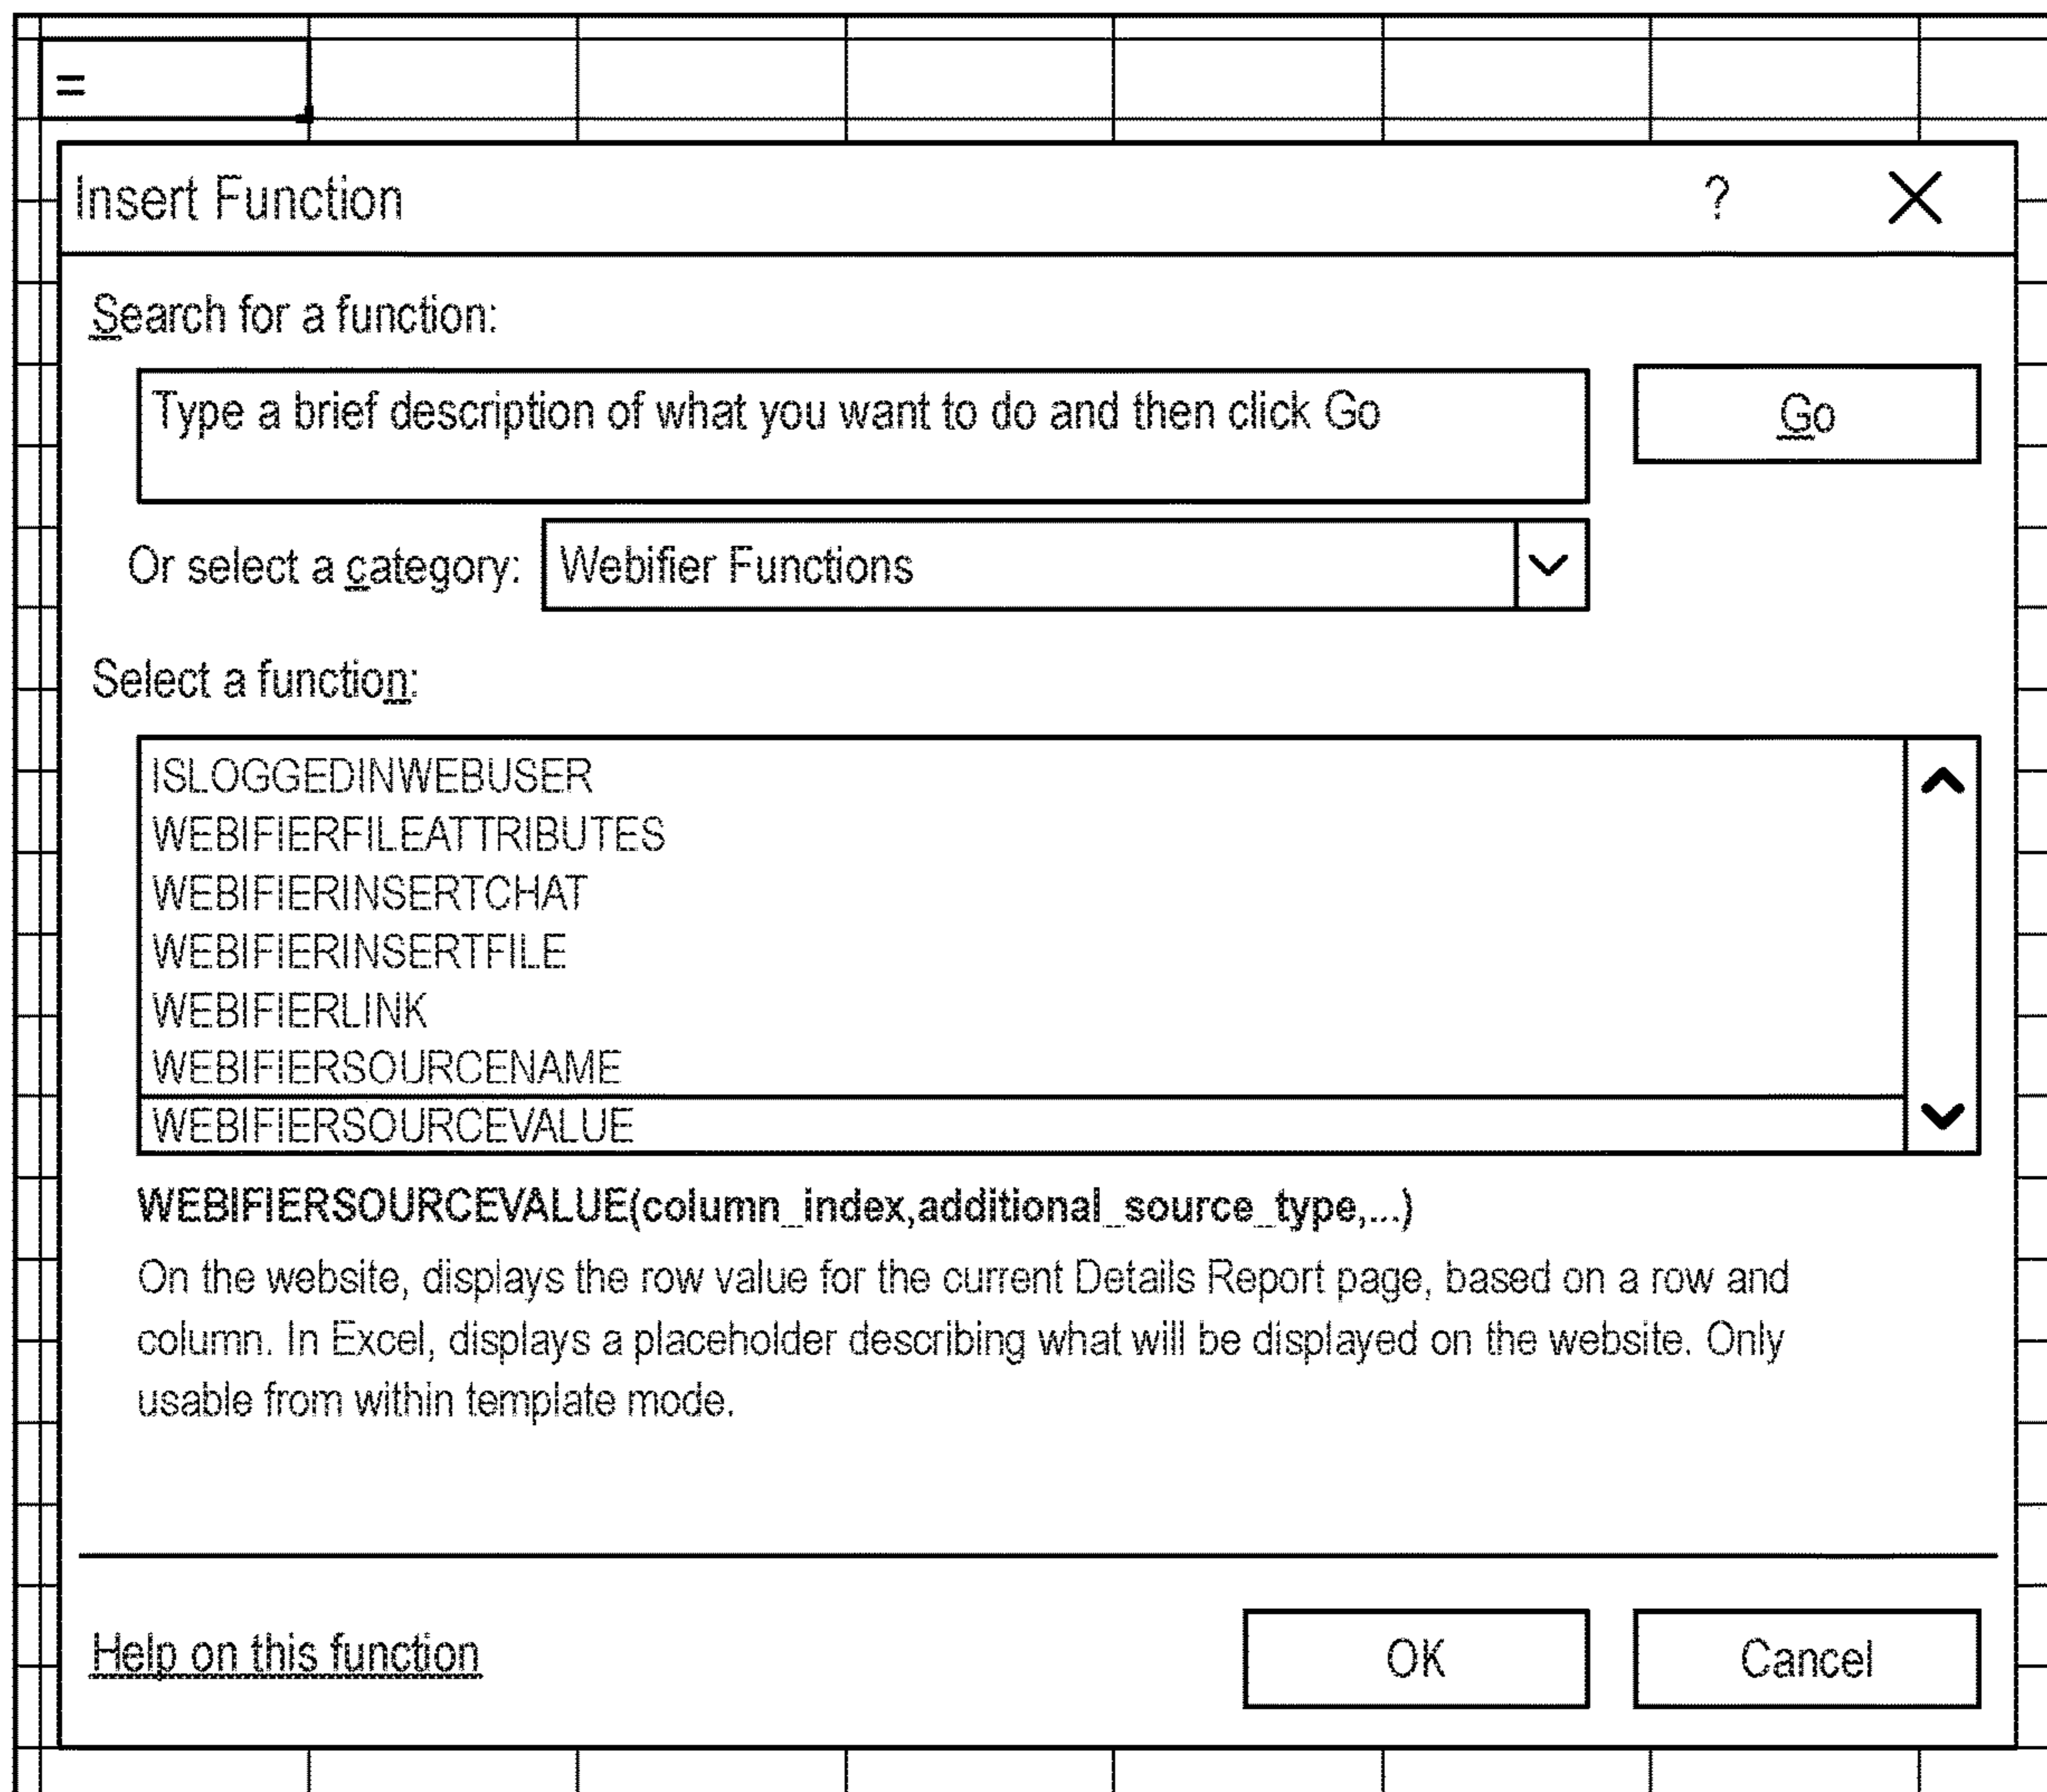 =
Insert Function ?
Search for a function:
Type a brief description of what you want to do and then click Go
Go
Or select a category: Webifier Functions
Select a function:
ISLOGGEDINWEBUSER
WEBIFIERFILEATTRIBUTES
WEBIFIERINSERTCHAT
WEBIFIERINSERTFILE
WEBIFIERLINK
WEBIFIERSOURCENAME
WEBIFIERSOURCEVALUE
WEBIFIERSOURCEVALUE(column_index,additional_source_type,...)
On the website, displays the row value for the current Details Report page, based on a row and
column. In Excel, displays a placeholder describing what will be displayed on the website. Only
usable from within template mode.
Help on this function
OK
Cancel